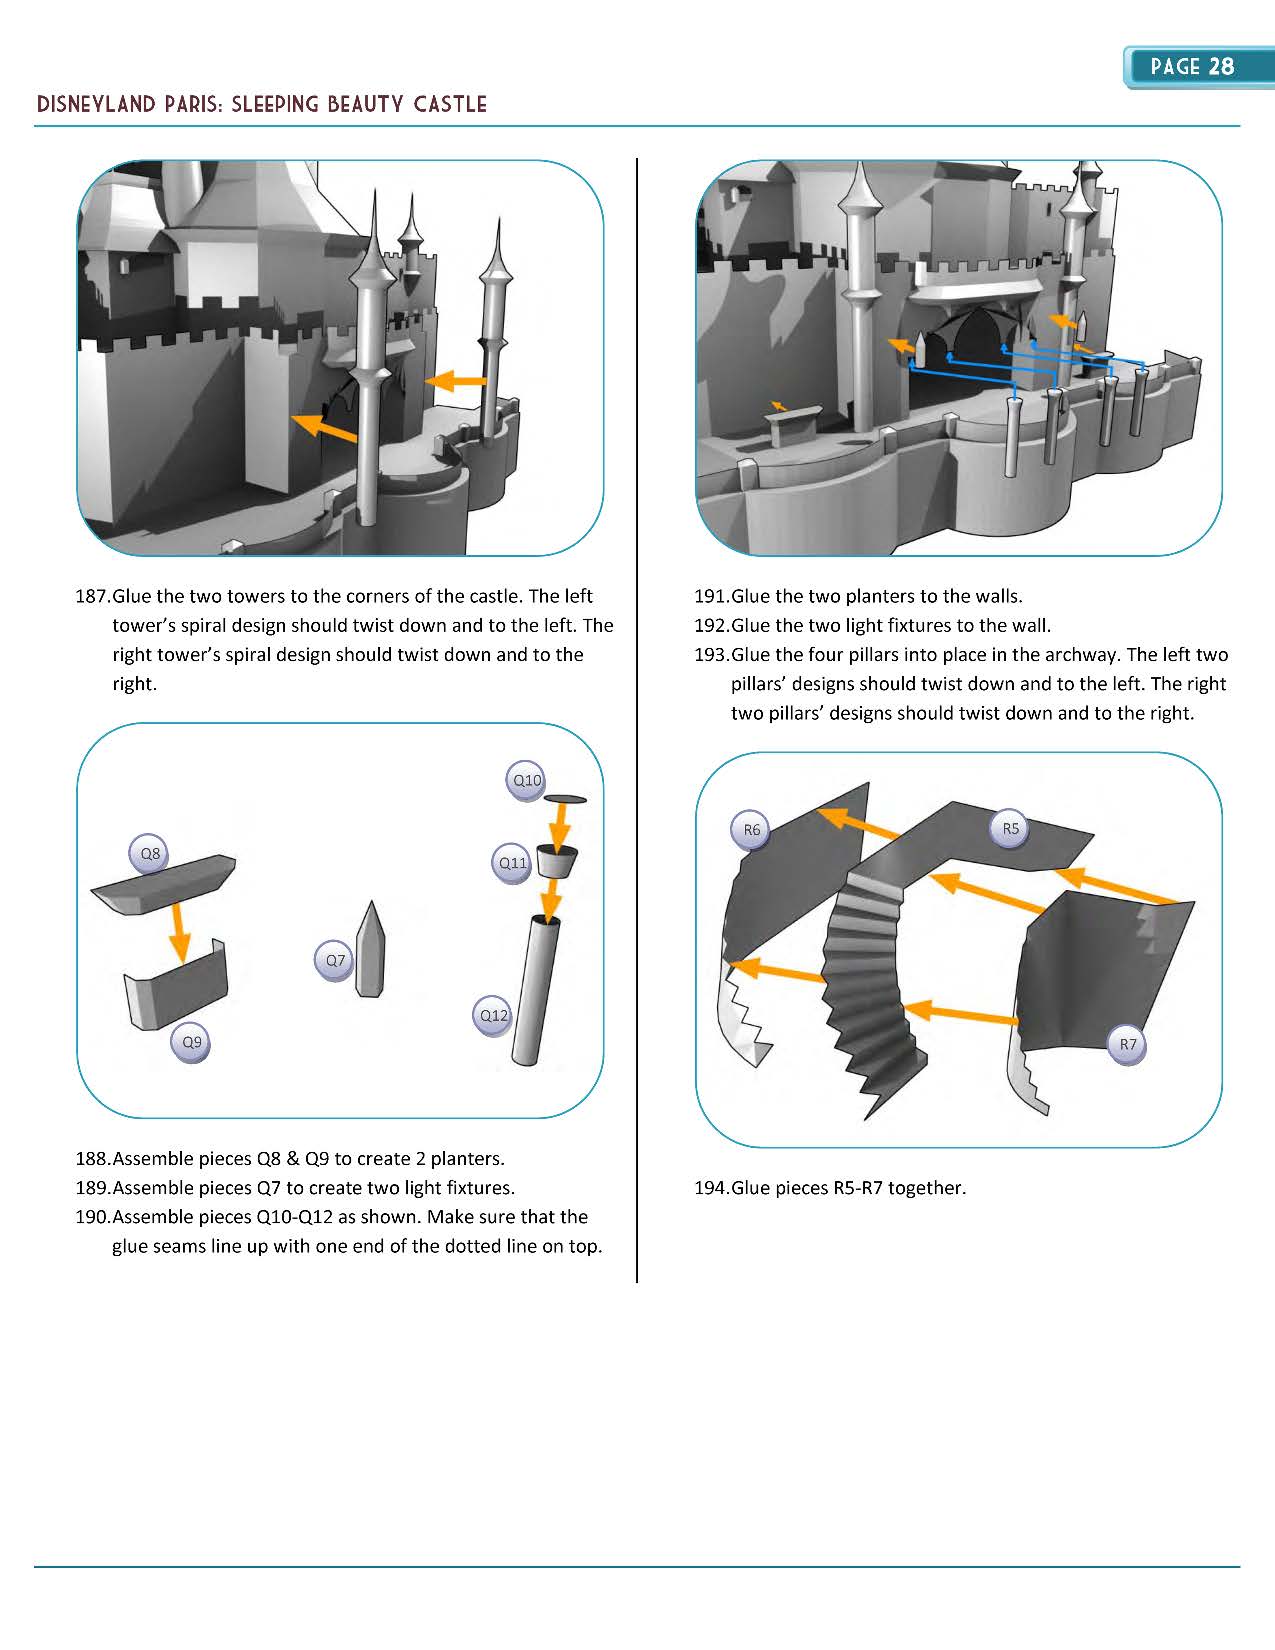 PAGE 28
DISNEYLAND PARIS: SLEEPING BEAUTY CASTLE
187.Glue the two towers to the corners of the castle. The left
tower’s spiral design should twist down and to the left. The
right tower’s spiral design should twist down and to the
right.
Q10
Q8
Q11
Q7
Q12
Q9
188.Assemble pieces Q8 & Q9 to create 2 planters.
189.Assemble pieces Q7 to create two light fixtures.
190.Assemble pieces Q10-Q12 as shown. Make sure that the
glue seams line up with one end of the dotted line on top.
191.Glue the two planters to the walls.
192.Glue the two light fixtures to the wall.
193.Glue the four pillars into place in the archway. The left two
pillars’ designs should twist down and to the left. The right
two pillars’ designs should twist down and to the right.
R6
R5
R7
194.Glue pieces R5-R7 together.